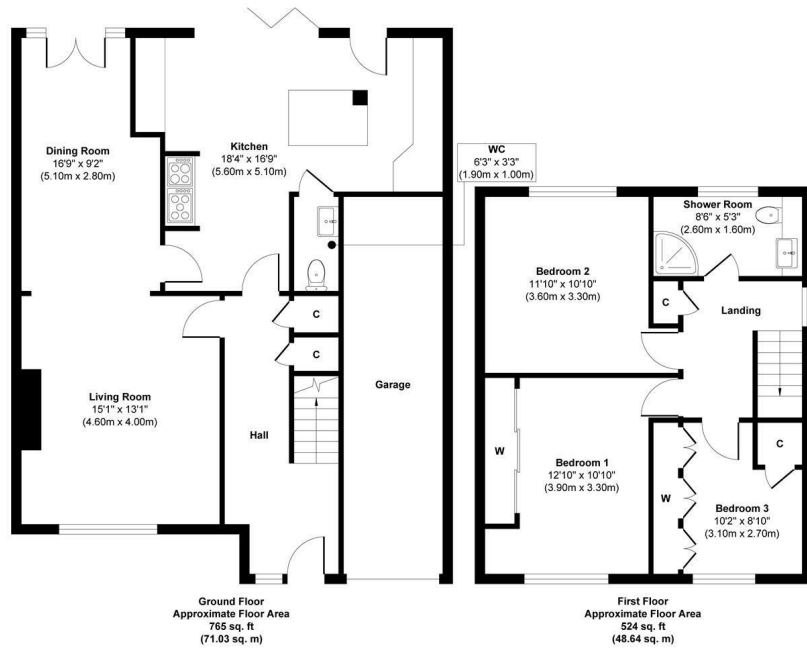 Dining Room
16'9" x 9'2"
(5.10m x 2.80m)
Kitchen
18'4" x 16'9"
(5.60m x 5.10m)
WC
6'3" x 3'3"
(1.90m x 1.00m)
C
C
Living Room
15'1" x 13'1"
(4.60m x 4.00m)
Hall
Garage
Ground Floor
Approximate Floor Area
765 sq. ft
(71.03 sq. m)
Shower Room
8'6" x 5'3"
(2.60m x 1.60m)
Bedroom 2
11'10" x 10'10"
(3.60m x 3.30m)
C
Landing
W
Bedroom 1
12'10" x 10'10"
(3.90m x 3.30m)
W
C
Bedroom 3
10'2" x 8'10"
(3.10m x 2.70m)
First Floor
Approximate Floor Area
524 sq. ft
(48.64 sq. m)